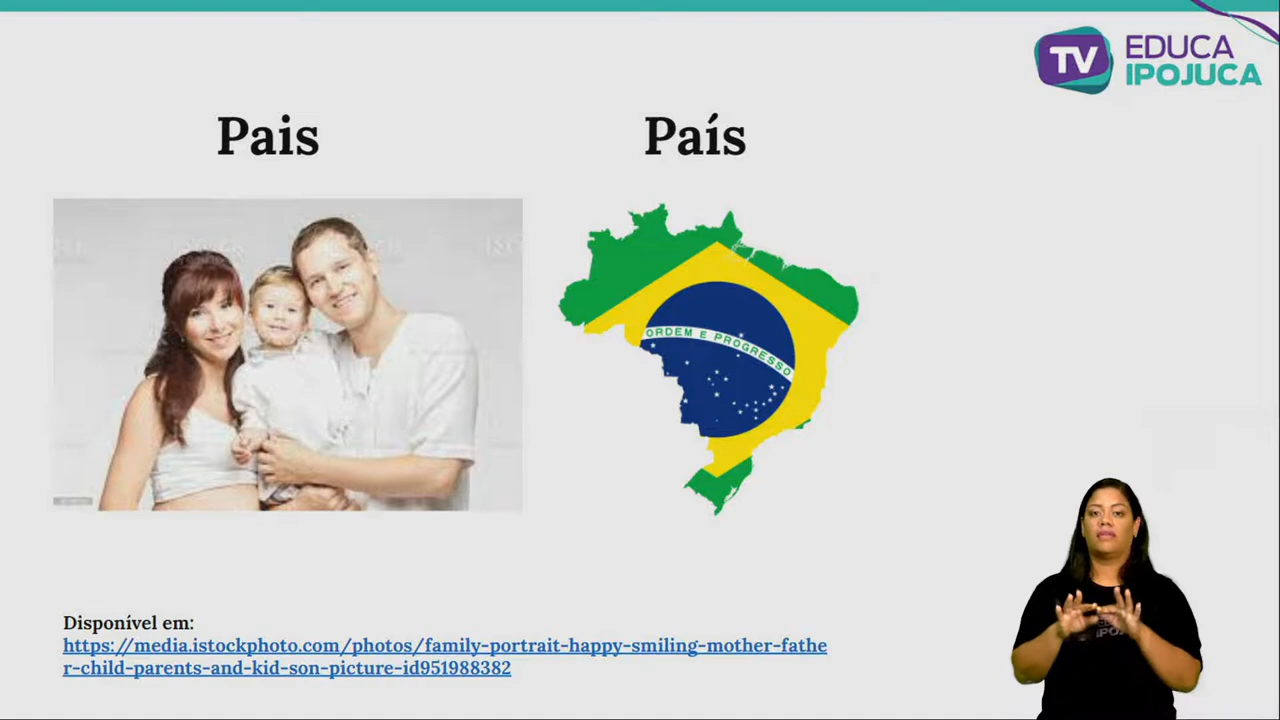 TV EDUCA
IPOJUCA
Pais
País
ORDEM E PROGRESSO
Disponível em:
https://media.istockphoto.com/photos/family-portrait-happy-smiling-mother-fathe
r-child-parents-and-kid-son-picture-id951988382